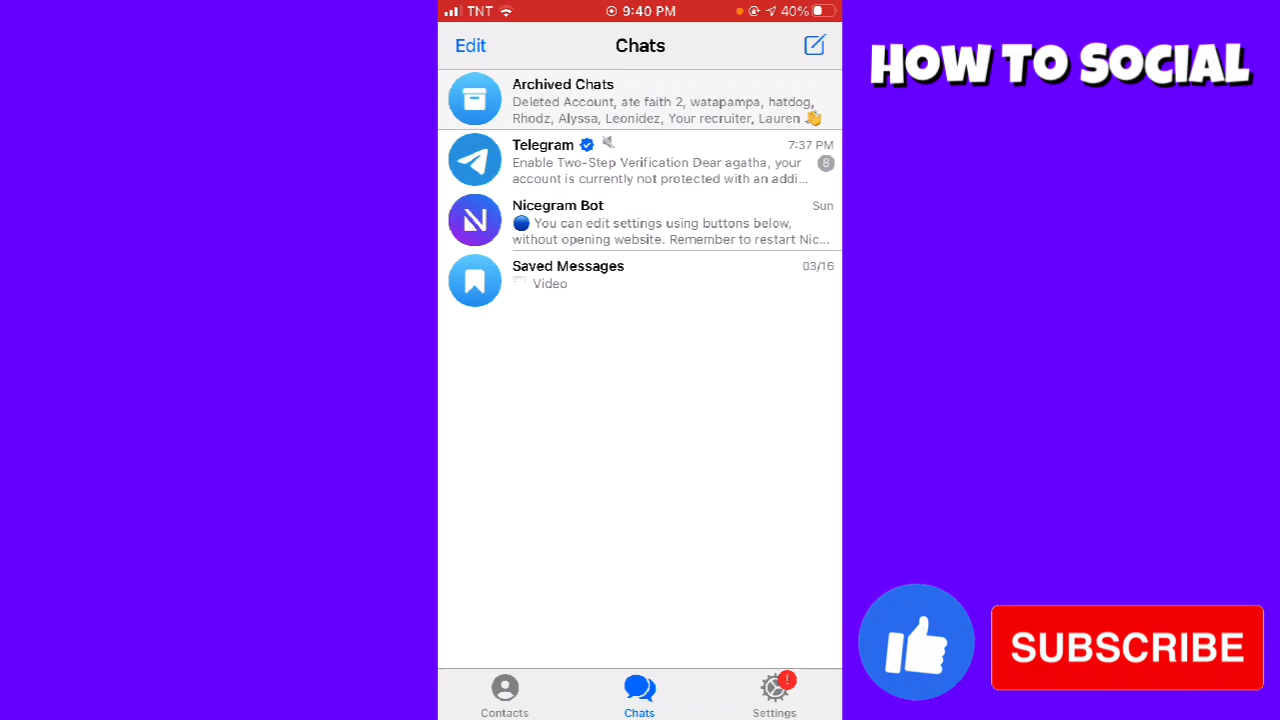 TNT 9:40 PM 40%
Edit Chats
HOW TO SOCIAL
Archived Chats
Deleted Account, ate faith 2, watapampa, hatdog,
Rhodz, Alyssa, Leonidez, Your recruiter, Lauren 👏
Telegram 7:37 PM
Enable Two-Step Verification Dear agatha, your 8
account is currently not protected with an addi...
Nicegram Bot Sun
🔵 You can edit settings using buttons below,
without opening website. Remember to restart Nic...
Saved Messages 03/16
Video
SUBSCRIBE
!
Contacts Chats Settings